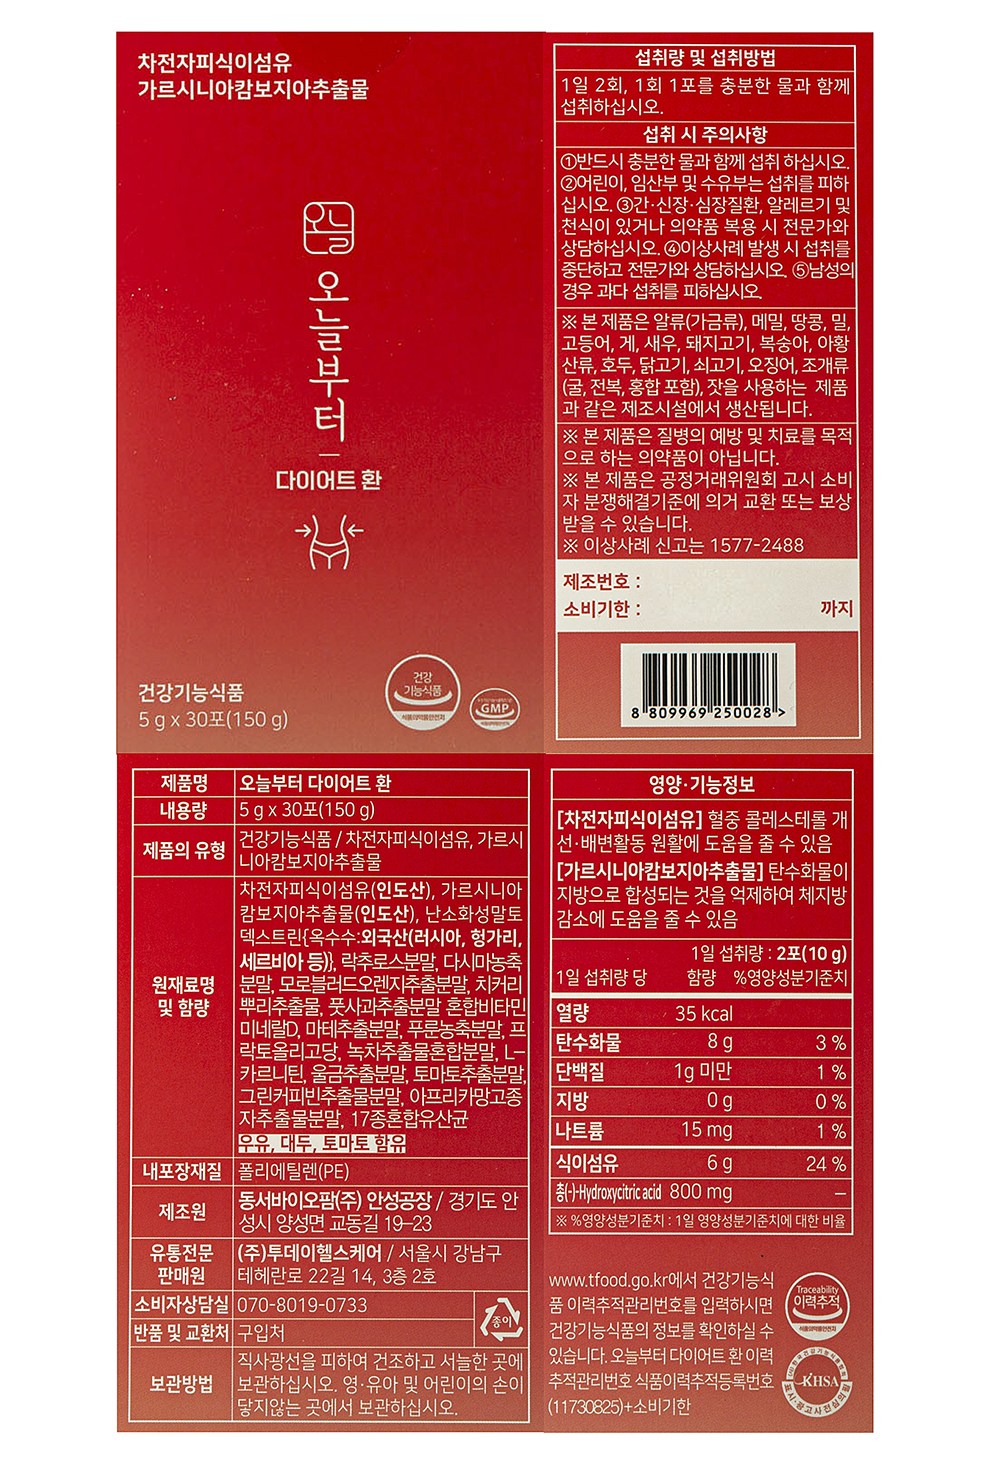 차전자피식이섬유
가르시니아캄보지아추출물
오늘
오늘부터
다이어트 환
건강기능식품
5 g x 30포(150 g)
건강
기능식품
식품의약품안전처
GMP
식품의약품안전처
섭취량 및 섭취방법
1일 2회, 1회 1포를 충분한 물과 함께
섭취하십시오.
섭취 시 주의사항
①반드시 충분한 물과 함께 섭취 하십시오.
②어린이, 임산부 및 수유부는 섭취를 피하
십시오. ③간·신장·심장질환, 알레르기 및
천식이 있거나 의약품 복용 시 전문가와
상담하십시오. ④이상사례 발생 시 섭취를
중단하고 전문가와 상담하십시오. ⑤남성의
경우 과다 섭취를 피하십시오.
※ 본 제품은 알류(가금류), 메밀, 땅콩, 밀,
고등어, 게, 새우, 돼지고기, 복숭아, 아황
산류, 호두, 닭고기, 쇠고기, 오징어, 조개류
(굴, 전복, 홍합 포함), 잣을 사용하는 제품
과 같은 제조시설에서 생산됩니다.
※ 본 제품은 질병의 예방 및 치료를 목적
으로 하는 의약품이 아닙니다.
※ 본 제품은 공정거래위원회 고시 소비
자 분쟁해결기준에 의거 교환 또는 보상
받을 수 있습니다.
※ 이상사례 신고는 1577-2488
제조번호 :
소비기한 : 까지
8 809969 250028 >
제품명 오늘부터 다이어트 환
내용량 5 g x 30포(150 g)
제품의 유형 건강기능식품 / 차전자피식이섬유, 가르시
니아캄보지아추출물
원재료명
및 함량
차전자피식이섬유(인도산), 가르시니아
캄보지아추출물(인도산), 난소화성말토
덱스트린{옥수수:외국산(러시아, 헝가리,
세르비아 등)}, 락추로스분말, 다시마농축
분말, 모로블러드오렌지추출분말, 치커리
뿌리추출물, 풋사과추출분말 혼합비타민
미네랄D, 마테추출분말, 푸룬농축분말, 프
락토올리고당, 녹차추출물혼합분말, L-
카르니틴, 울금추출분말, 토마토추출분말,
그린커피빈추출물분말, 아프리카망고종
자추출물분말, 17종혼합유산균
우유, 대두, 토마토 함유
내포장재질 폴리에틸렌(PE)
제조원 동서바이오팜(주) 안성공장 / 경기도 안
성시 양성면 교동길 19-23
유통전문
판매원
(주)투데이헬스케어 / 서울시 강남구
테헤란로 22길 14, 3층 2호
소비자상담실 070-8019-0733
반품 및 교환처 구입처
종이
보관방법
직사광선을 피하여 건조하고 서늘한 곳에
보관하십시오. 영·유아 및 어린이의 손이
닿지않는 곳에서 보관하십시오.
영양·기능정보
[차전자피식이섬유] 혈중 콜레스테롤 개
선·배변활동 원활에 도움을 줄 수 있음
[가르시니아캄보지아추출물] 탄수화물이
지방으로 합성되는 것을 억제하여 체지방
감소에 도움을 줄 수 있음
1일 섭취량 : 2포(10 g)
1일 섭취량 당 함량 %영양성분기준치
열량 35 kcal
탄수화물 8 g 3 %
단백질 1g 미만 1 %
지방 0 g 0 %
나트륨 15 mg 1 %
식이섬유 6 g 24 %
총(-)-Hydroxycitric acid 800 mg –
※ %영양성분기준치 : 1일 영양성분기준치에 대한 비율
www.tfood.go.kr에서 건강기능식
품 이력추적관리번호를 입력하시면
건강기능식품의 정보를 확인하실 수
있습니다. 오늘부터 다이어트 환 이력
추적관리번호 식품이력추적등록번호
(11730825)+소비기한
Traceability
이력추적
식품의약품안전처
KHSA
표시·광고사전심의필